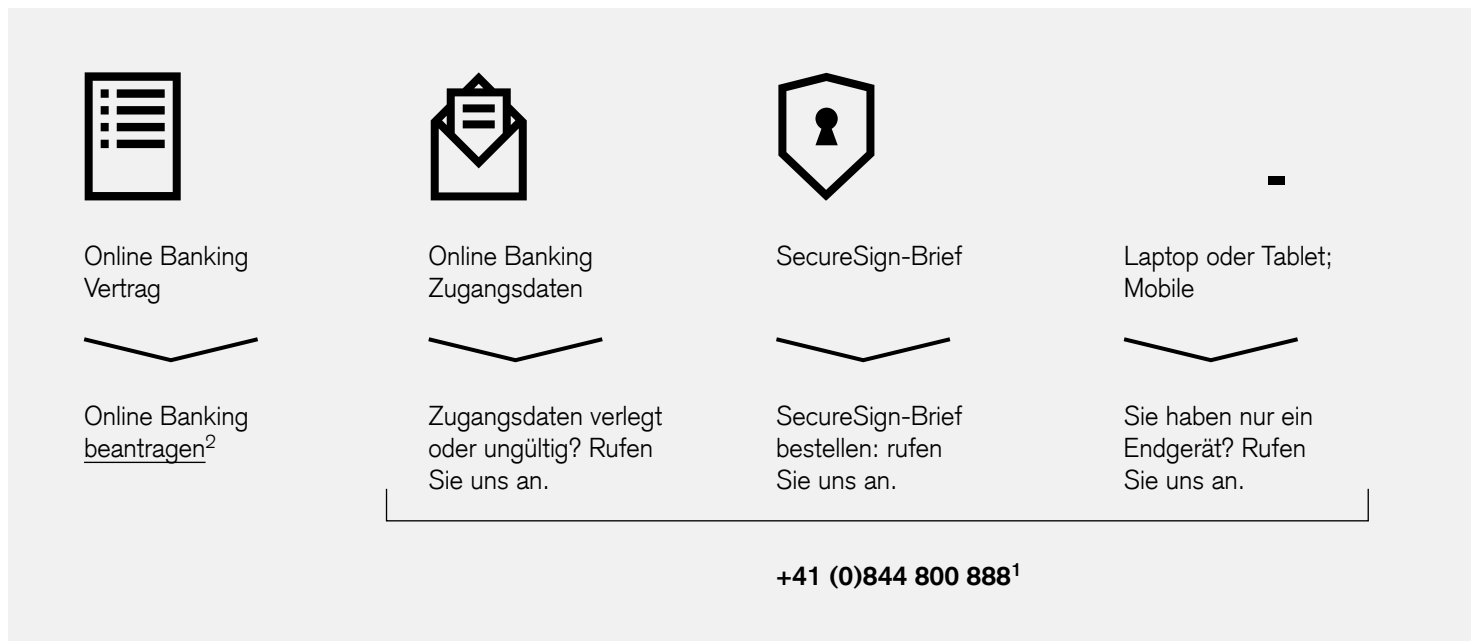 Online Banking
Vertrag
Online Banking
Zugangsdaten
SecureSign-Brief
Laptop oder Tablet;
Mobile
Online Banking
beantragen²
Zugangsdaten verlegt
oder ungültig? Rufen
Sie uns an.
SecureSign-Brief
bestellen: rufen
Sie uns an.
Sie haben nur ein
Endgerät? Rufen
Sie uns an.
+41 (0)844 800 888¹